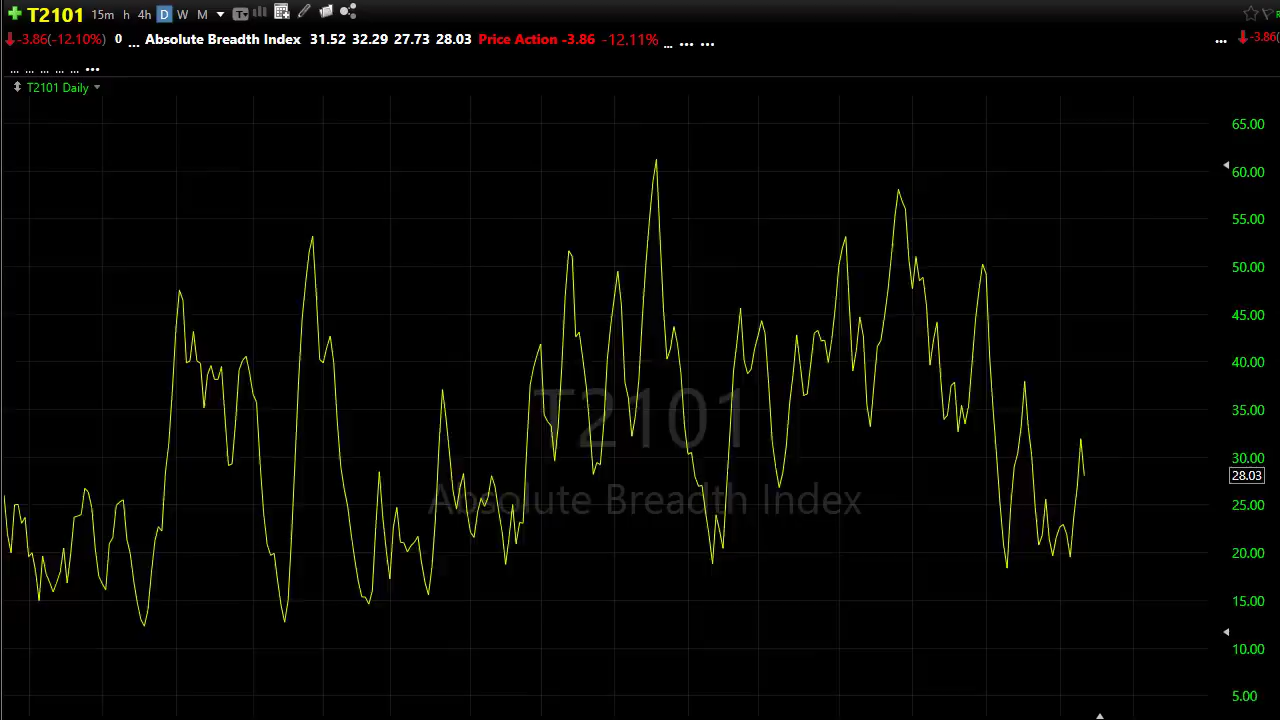 T2101 15m h 4h D W M T
-3.86(-12.10%) 0 ... Absolute Breadth Index 31.52 32.29 27.73 28.03 Price Action -3.86 -12.11% ... ... ... ... -3.86(
... ... ... ... ... ...
T2101 Daily
65.00
60.00
55.00
50.00
45.00
40.00
35.00
30.00
28.03
25.00
20.00
15.00
10.00
5.00
T2101
Absolute Breadth Index